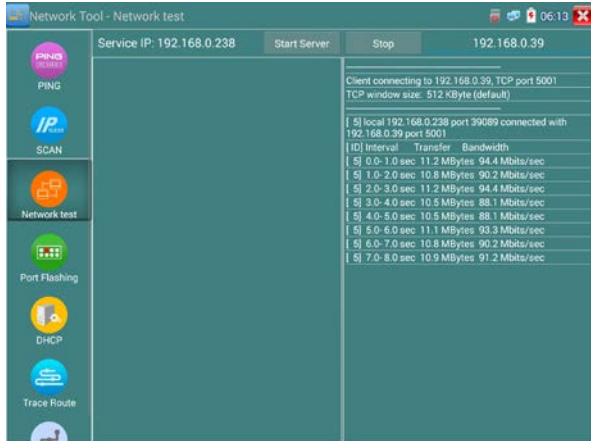 Network Tool - Network test
06:13
Service IP: 192.168.0.238
Start Server
Stop
192.168.0.39
PING
PING
SCAN
IP
Network test
Port Flashing
DHCP
Trace Route
Client connecting to 192.168.0.39, TCP port 5001
TCP window size: 512 KByte (default)
[ 5] local 192.168.0.238 port 39089 connected with
192.168.0.39 port 5001
[ ID] Interval Transfer Bandwidth
[ 5] 0.0- 1.0 sec 11.2 MBytes 94.4 Mbits/sec
[ 5] 1.0- 2.0 sec 10.8 MBytes 90.2 Mbits/sec
[ 5] 2.0- 3.0 sec 11.2 MBytes 94.4 Mbits/sec
[ 5] 3.0- 4.0 sec 10.5 MBytes 88.1 Mbits/sec
[ 5] 4.0- 5.0 sec 10.5 MBytes 88.1 Mbits/sec
[ 5] 5.0- 6.0 sec 11.1 MBytes 93.3 Mbits/sec
[ 5] 6.0- 7.0 sec 10.8 MBytes 90.2 Mbits/sec
[ 5] 7.0- 8.0 sec 10.9 MBytes 91.2 Mbits/sec